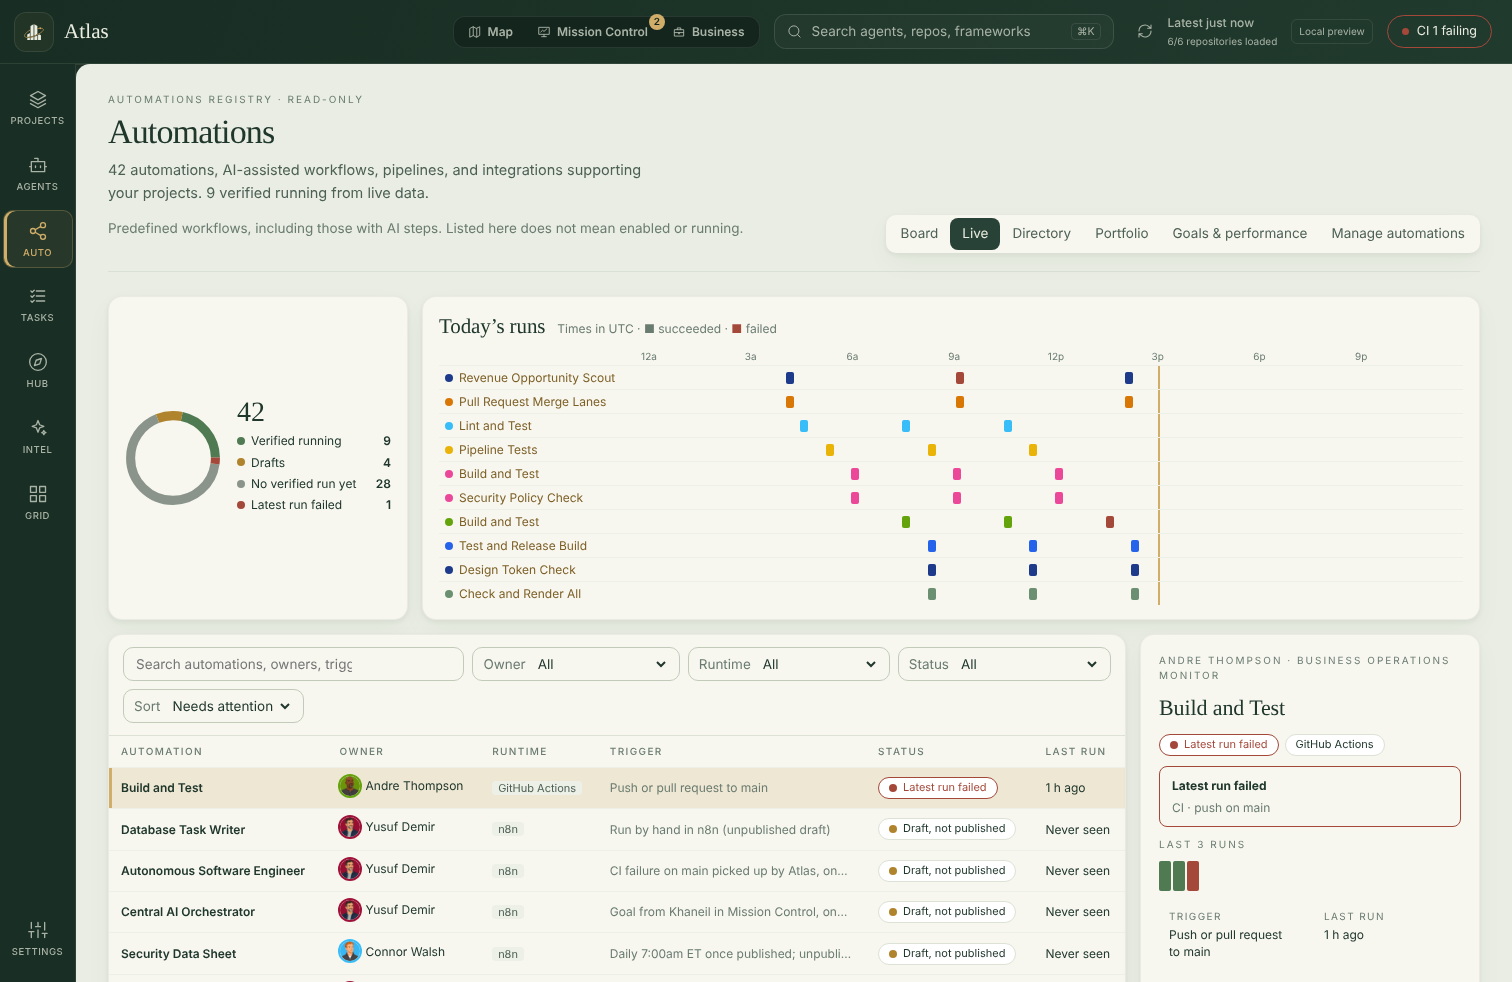 Atlas
Map
Mission Control
2
Business
Search agents, repos, frameworks
⌘K
Latest just now
6/6 repositories loaded
Local preview
CI 1 failing
PROJECTS
AGENTS
AUTO
TASKS
HUB
INTEL
GRID
SETTINGS
AUTOMATIONS REGISTRY · READ-ONLY
Automations
42 automations, AI-assisted workflows, pipelines, and integrations supporting
your projects. 9 verified running from live data.
Predefined workflows, including those with AI steps. Listed here does not mean enabled or running.
Board
Live
Directory
Portfolio
Goals & performance
Manage automations
42
Verified running 9
Drafts 4
No verified run yet 28
Latest run failed 1
Today’s runs Times in UTC · succeeded · failed
12a 3a 6a 9a 12p 3p 6p 9p
Revenue Opportunity Scout
Pull Request Merge Lanes
Lint and Test
Pipeline Tests
Build and Test
Security Policy Check
Build and Test
Test and Release Build
Design Token Check
Check and Render All
Search automations, owners, trigg
Owner All
Runtime All
Status All
Sort Needs attention
AUTOMATION OWNER RUNTIME TRIGGER STATUS LAST RUN
Build and Test Andre Thompson GitHub Actions Push or pull request to main Latest run failed 1 h ago
Database Task Writer Yusuf Demir n8n Run by hand in n8n (unpublished draft) Draft, not published Never seen
Autonomous Software Engineer Yusuf Demir n8n CI failure on main picked up by Atlas, on... Draft, not published Never seen
Central AI Orchestrator Yusuf Demir n8n Goal from Khaneil in Mission Control, on... Draft, not published Never seen
Security Data Sheet Connor Walsh n8n Daily 7:00am ET once published; unpubli... Draft, not published Never seen
ANDRE THOMPSON · BUSINESS OPERATIONS
MONITOR
Build and Test
Latest run failed
GitHub Actions
Latest run failed
CI · push on main
LAST 3 RUNS
TRIGGER
Push or pull request
to main
LAST RUN
1 h ago